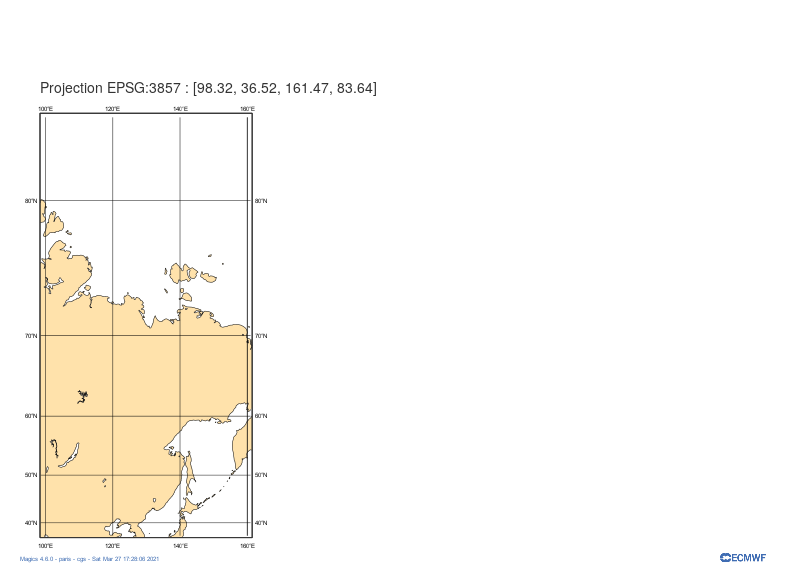 Projection EPSG:3857 : [98.32, 36.52, 161.47, 83.64]
100°E 120°E 140°E 160°E
80°N 80°N
70°N 70°N
60°N 60°N
50°N 50°N
40°N 40°N
100°E 120°E 140°E 160°E
Magics 4.6.0 - paris - cgs - Sat Mar 27 17:28:06 2021
ECMWF